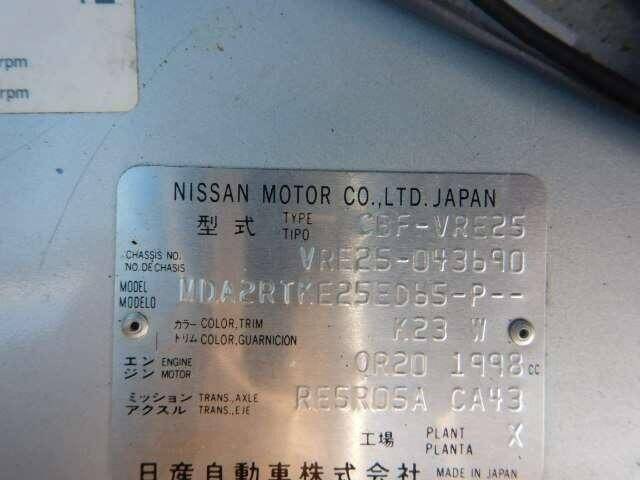 rpm
rpm
NISSAN MOTOR CO.,LTD. JAPAN
型式 TYPE TIPO CBF-VRE25
CHASSIS NO. NO. DE CHASIS VRE25-043690
MODEL MODELO MDA2RTKE25ED65-P--
カラー COLOR,TRIM K23 W
トリム COLOR,GUARNICIÓN
エンジン ENGINE MOTOR QR20 1998 cc
ミッション TRANS.,AXLE RE5R05A CA43
アクスル TRANS.,EJE
工場 PLANT PLANTA X
日産自動車株式会社 MADE IN JAPAN